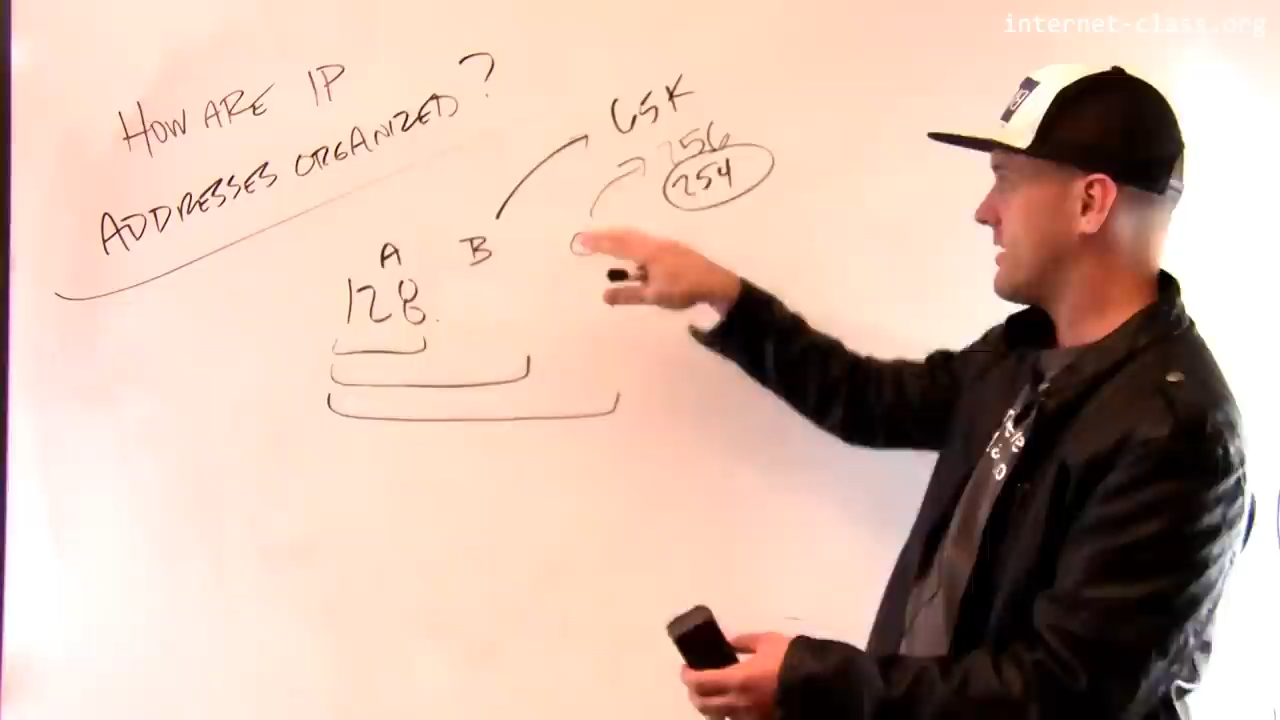 internet-class.org
HOW ARE IP
ADDRESSES ORGANIZED?
65K
256
254
A B
128.